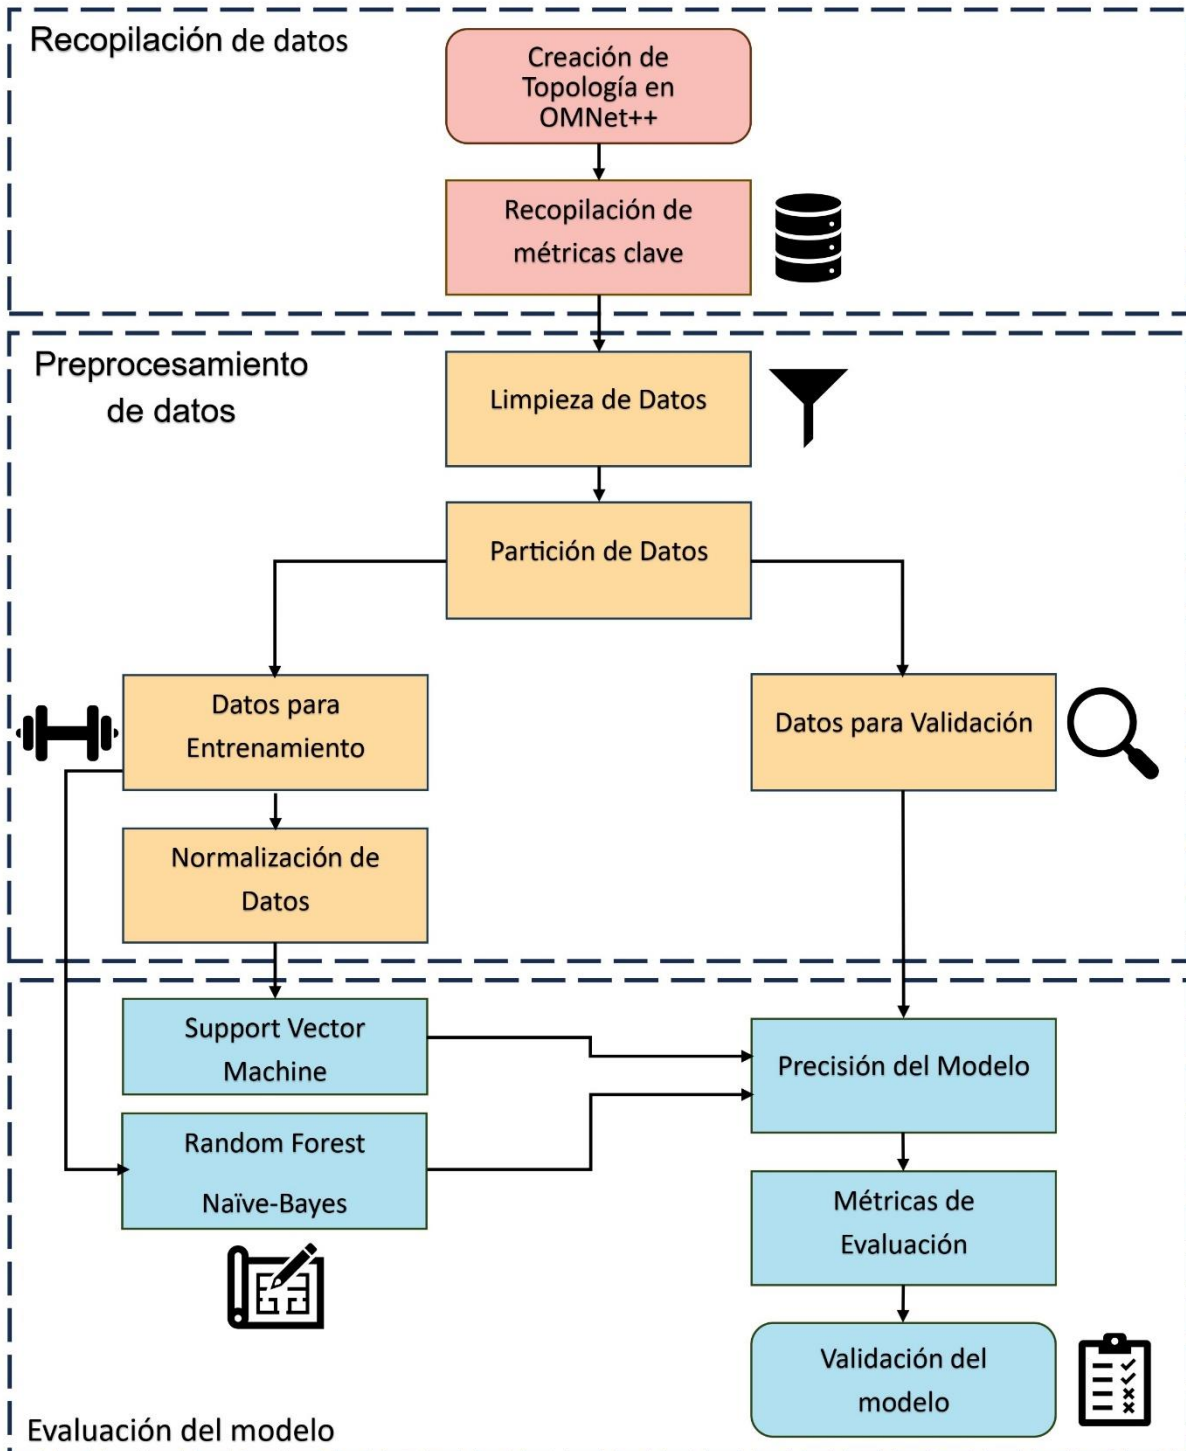 Recopilación de datos
Creación de
Topología en
OMNet++
Recopilación de
métricas clave
Preprocesamiento
de datos
Limpieza de Datos
Partición de Datos
Datos para
Entrenamiento
Datos para Validación
Normalización de
Datos
Support Vector
Machine
Precisión del Modelo
Random Forest
Naïve-Bayes
Métricas de
Evaluación
Validación del
modelo
Evaluación del modelo